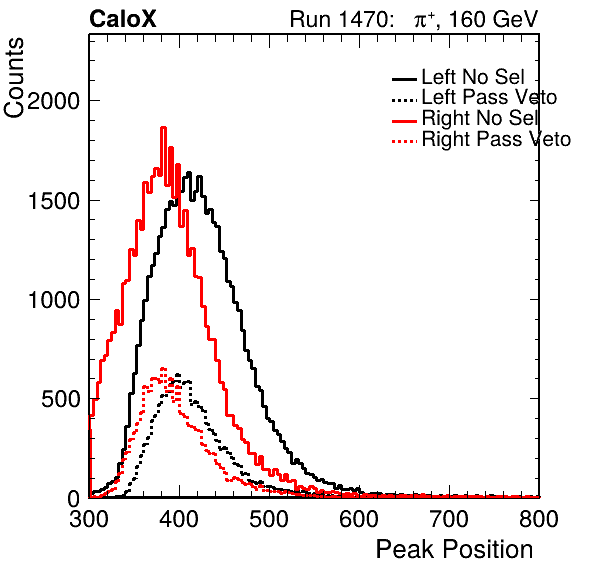 CaloX Run 1470: π⁺, 160 GeV
Counts
Left No Sel
Left Pass Veto
Right No Sel
Right Pass Veto
2000
1500
1000
500
0
300 400 500 600 700 800
Peak Position